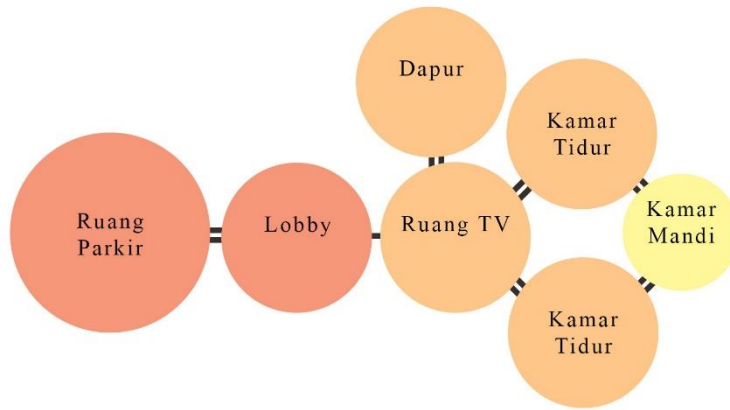 Dapur
Kamar
Tidur
Ruang
Parkir
Lobby
Ruang TV
Kamar
Mandi
Kamar
Tidur